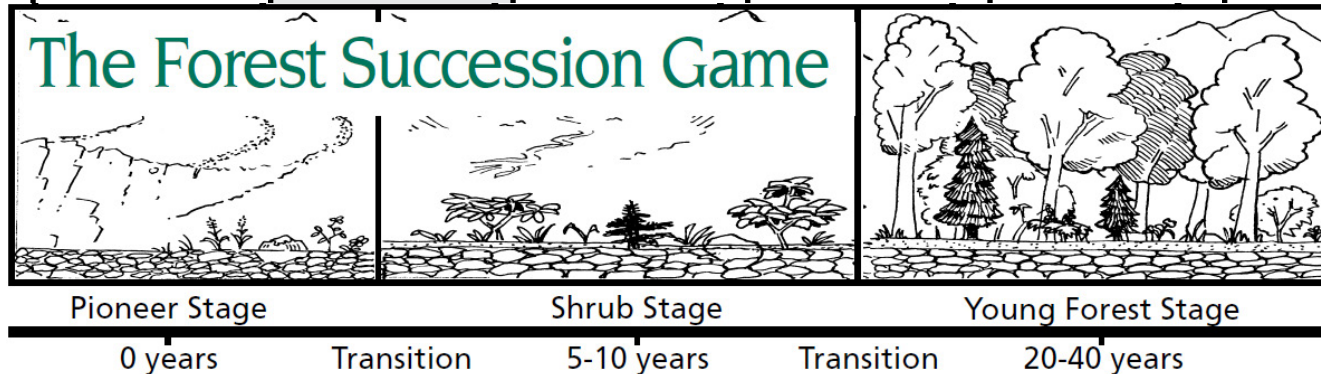 The Forest Succession Game
Pioneer Stage Shrub Stage Young Forest Stage
0 years Transition 5-10 years Transition 20-40 years